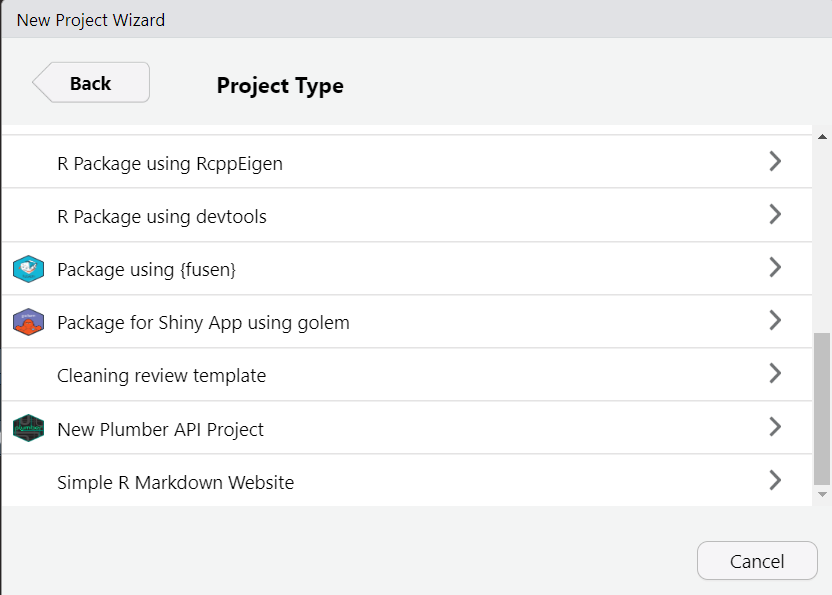 New Project Wizard
Back
Project Type
R Package using RcppEigen
R Package using devtools
Package using {fusen}
Package for Shiny App using golem
Cleaning review template
New Plumber API Project
Simple R Markdown Website
Cancel